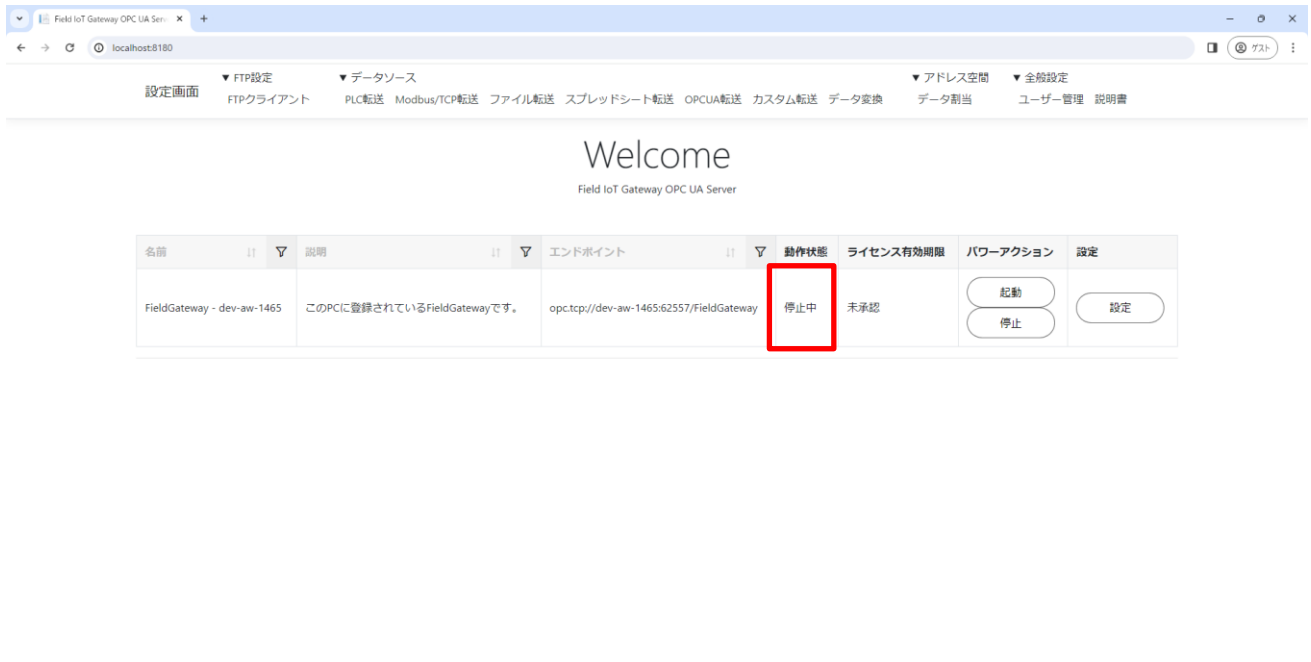 Field IoT Gateway OPC UA Serv
localhost:8180
ゲスト
設定画面
▼ FTP設定
FTPクライアント
▼ データソース
PLC転送 Modbus/TCP転送 ファイル転送 スプレッドシート転送 OPCUA転送 カスタム転送 データ変換
▼ アドレス空間
データ割当
▼ 全般設定
ユーザー管理 説明書
Welcome
Field IoT Gateway OPC UA Server
名前 説明 エンドポイント 動作状態 ライセンス有効期限 パワーアクション 設定
FieldGateway - dev-aw-1465 このPCに登録されているFieldGatewayです。 opc.tcp://dev-aw-1465:62557/FieldGateway 停止中 未承認
起動
停止
設定